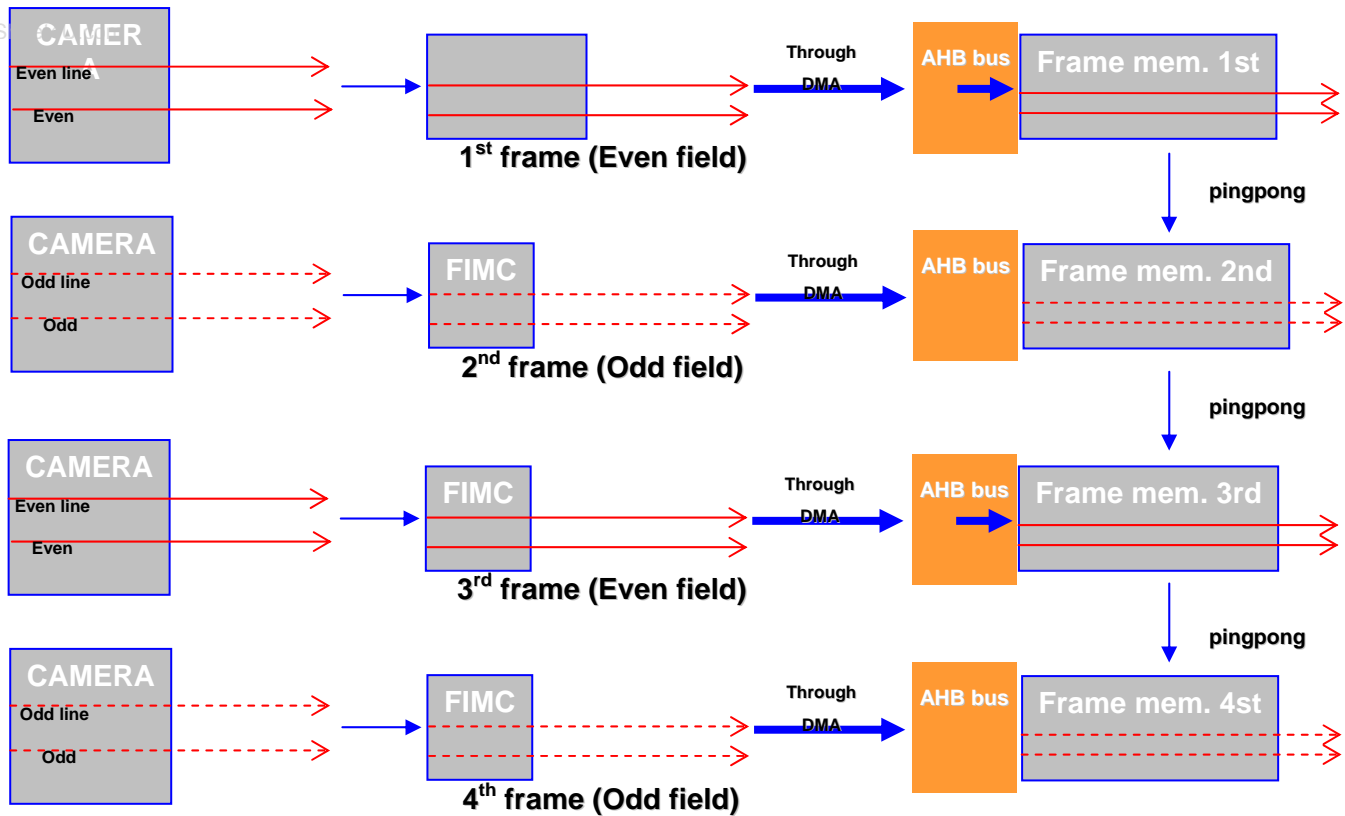 CAMER
A
Even line
Even
Through
DMA
AHB bus
Frame mem. 1st
1st frame (Even field)
pingpong
CAMERA
Odd line
Odd
FIMC
Through
DMA
AHB bus
Frame mem. 2nd
2nd frame (Odd field)
pingpong
CAMERA
Even line
Even
FIMC
Through
DMA
AHB bus
Frame mem. 3rd
3rd frame (Even field)
pingpong
CAMERA
Odd line
Odd
FIMC
Through
DMA
AHB bus
Frame mem. 4st
4th frame (Odd field)